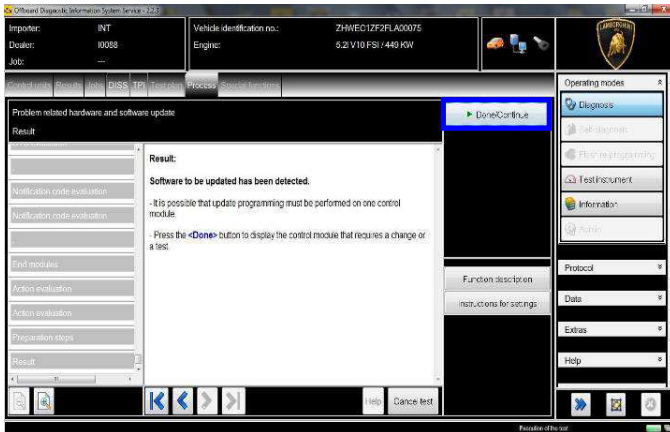 Offboard Diagnostic Information System Service - 2.2.3
Importer: INT
Dealer: 10088
Job: ---
Vehicle identification no.: ZHWEC1ZF2FLA00075
Engine: 5.2l V10 FSI / 449 KW
LAMBORGHINI
Control units Results Jobs DISS TPI Test plan Process Special functions
Problem related hardware and software update
Result
Notification code evaluation
Notification code evaluation
End modules
Action evaluation
Action evaluation
Preparation steps
Result
Result:
Software to be updated has been detected.
- It is possible that update programming must be performed on one control
module.
- Press the <Done> button to display the control module that requires a change or
a test.
Done/Continue
Function description
Instructions for settings
Help
Cancel test
Operating modes
Diagnosis
Self-diagnosis
Flash reprogramming
Test instrument
Information
Admin
Protocol
Data
Extras
Help
Execution of the test